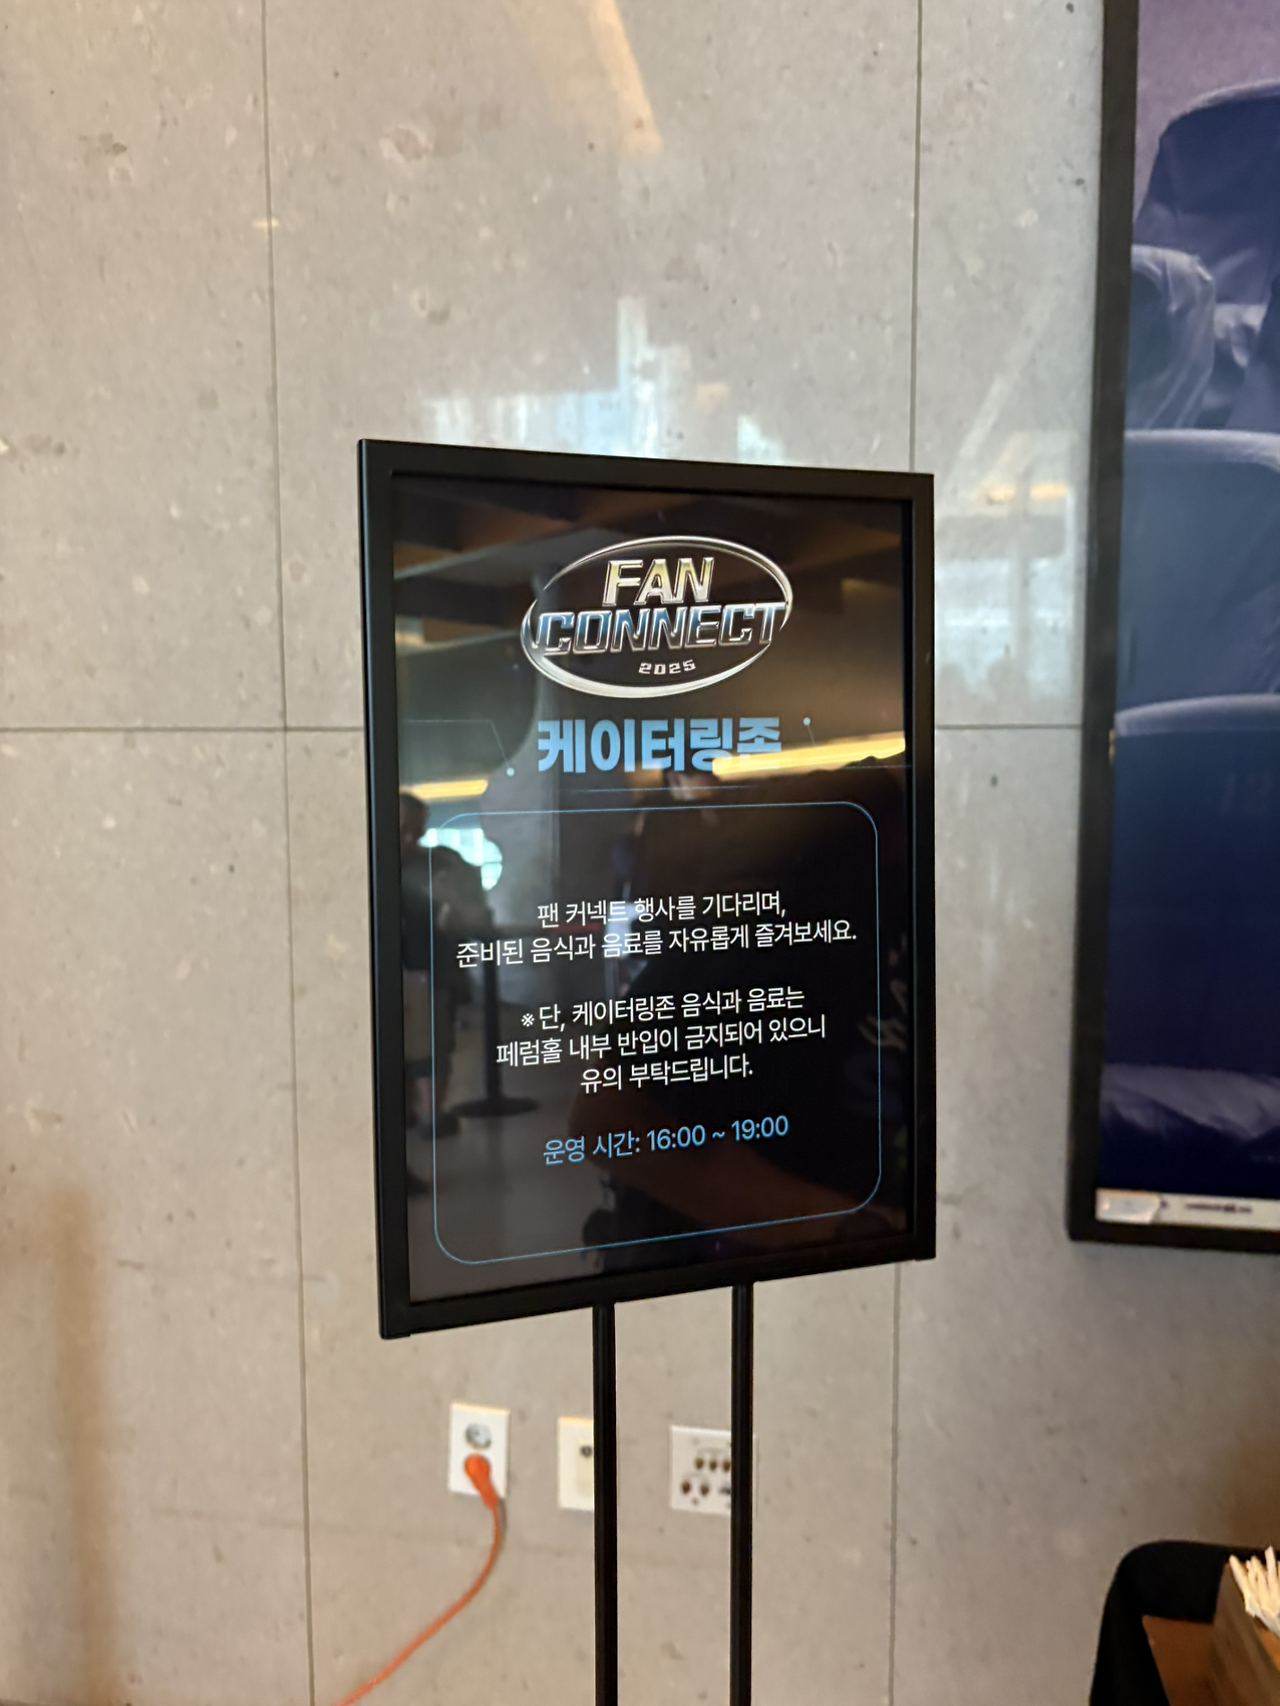 FAN
CONNECT
2025
케이터링존
팬 커넥트 행사를 기다리며,
준비된 음식과 음료를 자유롭게 즐겨보세요.
※ 단, 케이터링존 음식과 음료는
페럼홀 내부 반입이 금지되어 있으니
유의 부탁드립니다.
운영 시간: 16:00 ~ 19:00